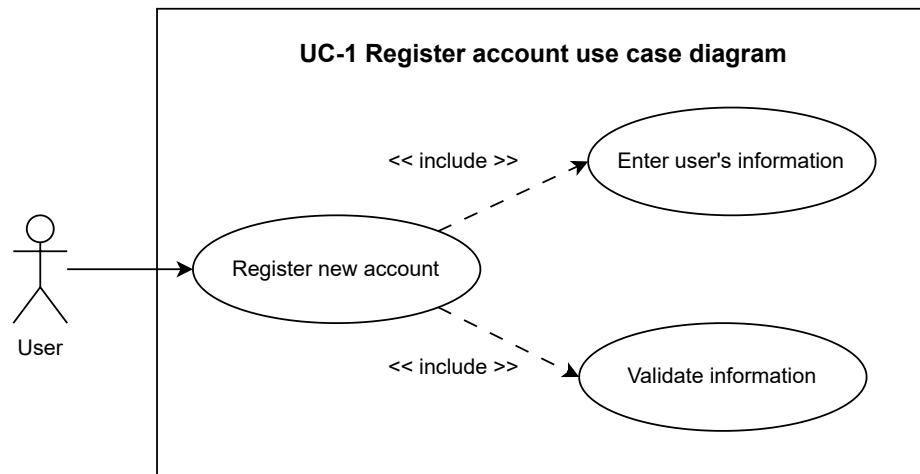 UC-1 Register account use case diagram
<< include >>
Enter user's information
Register new account
User
<< include >>
Validate information